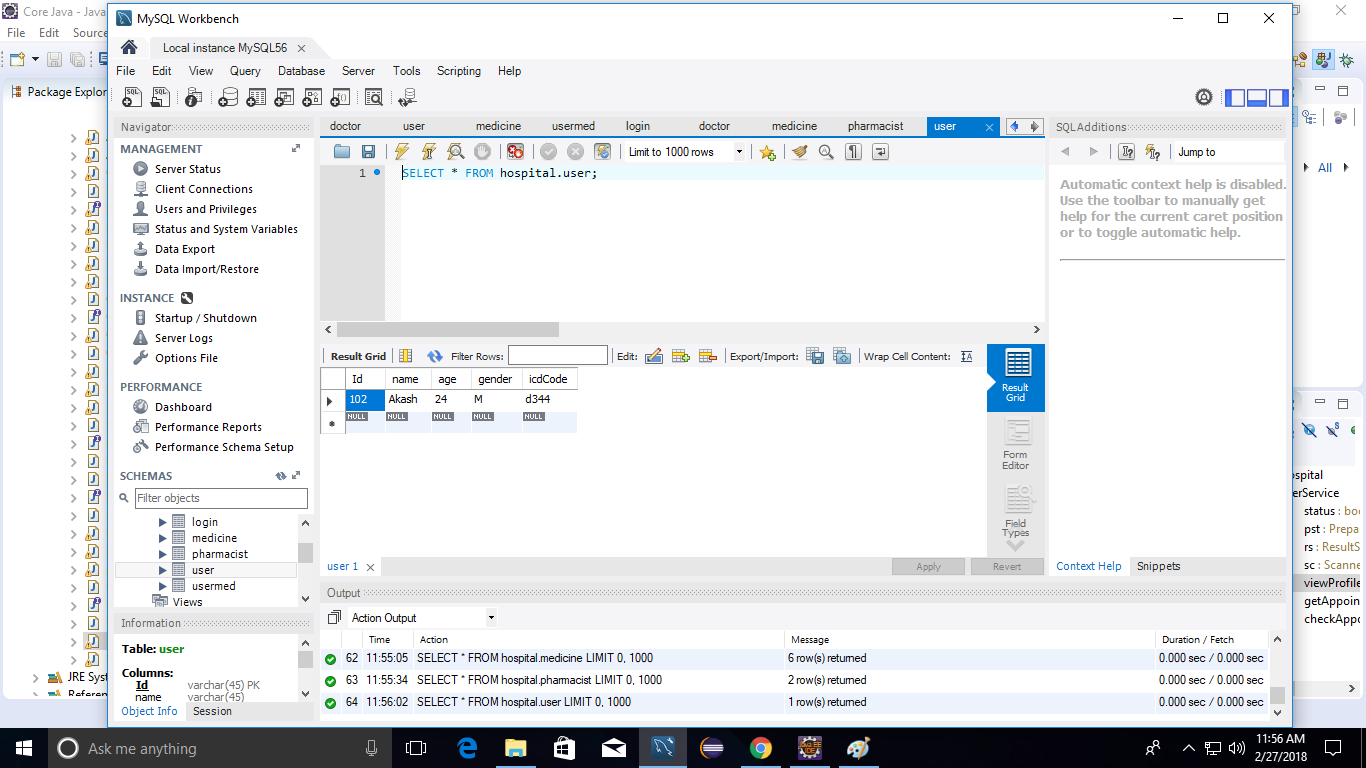 Core Java - Java
MySQL Workbench
File Edit Source
Local instance MySQL56
File Edit View Query Database Server Tools Scripting Help
Package Explor
Navigator
MANAGEMENT
Server Status
Client Connections
Users and Privileges
Status and System Variables
Data Export
Data Import/Restore
INSTANCE
Startup / Shutdown
Server Logs
Options File
PERFORMANCE
Dashboard
Performance Reports
Performance Schema Setup
SCHEMAS
Filter objects
login
medicine
pharmacist
user
usermed
Views
Information
Table: user
Columns:
Id varchar(45) PK
name varchar(45)
Object Info Session
JRE Syst
Referenc
doctor user medicine usermed login doctor medicine pharmacist user
Limit to 1000 rows
1 SELECT * FROM hospital.user;
Result Grid Filter Rows: Edit: Export/Import: Wrap Cell Content:
Id name age gender icdCode
102 Akash 24 M d344
NULL NULL NULL NULL NULL
Result
Grid
Form
Editor
Field
Types
user 1 Apply Revert
Output
Action Output
Time Action Message Duration / Fetch
62 11:55:05 SELECT * FROM hospital.medicine LIMIT 0, 1000 6 row(s) returned 0.000 sec / 0.000 sec
63 11:55:34 SELECT * FROM hospital.pharmacist LIMIT 0, 1000 2 row(s) returned 0.000 sec / 0.000 sec
64 11:56:02 SELECT * FROM hospital.user LIMIT 0, 1000 1 row(s) returned 0.000 sec / 0.000 sec
SQLAdditions
Jump to
Automatic context help is disabled.
Use the toolbar to manually get
help for the current caret position
or to toggle automatic help.
Context Help Snippets
All
ospital
erService
status : boo
pst : Prepa
rs : ResultS
sc : Scanne
viewProfile
getAppoin
checkAppo
Ask me anything
11:56 AM
2/27/2018